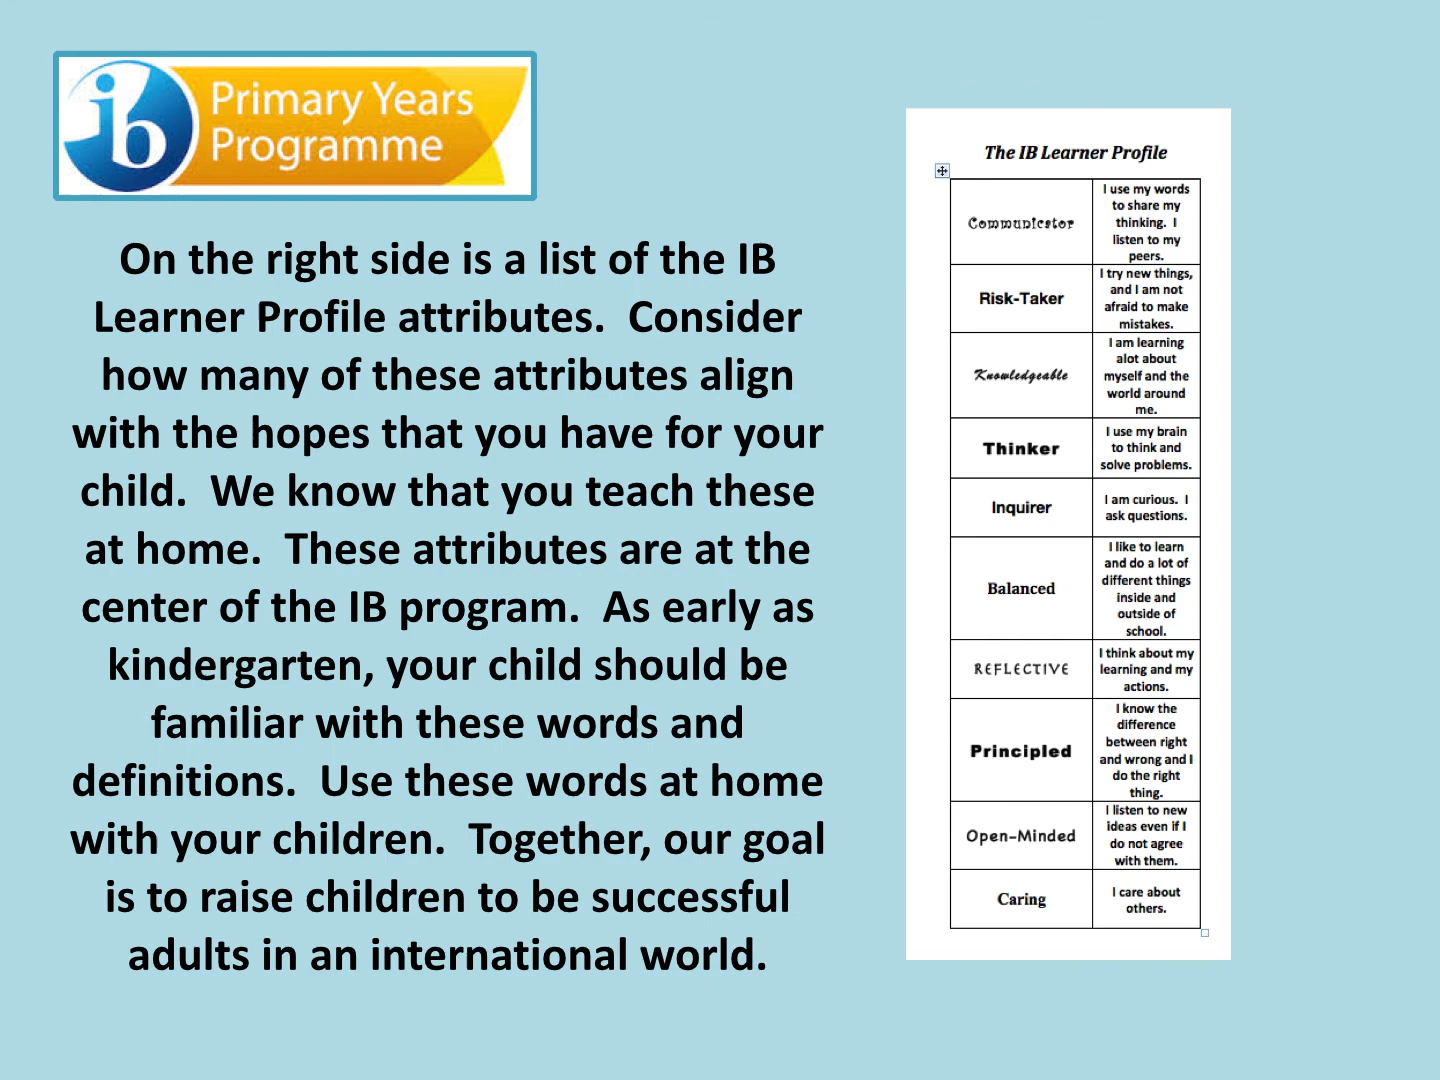 ib
Primary Years
Programme
On the right side is a list of the IB
Learner Profile attributes.  Consider
how many of these attributes align
with the hopes that you have for your
child.  We know that you teach these
at home.  These attributes are at the
center of the IB program.  As early as
kindergarten, your child should be
familiar with these words and
definitions.  Use these words at home
with your children.  Together, our goal
is to raise children to be successful
adults in an international world.
The IB Learner Profile
Communicator
I use my words
to share my
thinking.  I
listen to my
peers.
Risk-Taker
I try new things,
and I am not
afraid to make
mistakes.
Knowledgeable
I am learning
alot about
myself and the
world around
me.
Thinker
I use my brain
to think and
solve problems.
Inquirer
I am curious.  I
ask questions.
Balanced
I like to learn
and do a lot of
different things
inside and
outside of
school.
REFLECTIVE
I think about my
learning and my
actions.
Principled
I know the
difference
between right
and wrong and I
do the right
thing.
Open-Minded
I listen to new
ideas even if I
do not agree
with them.
Caring
I care about
others.